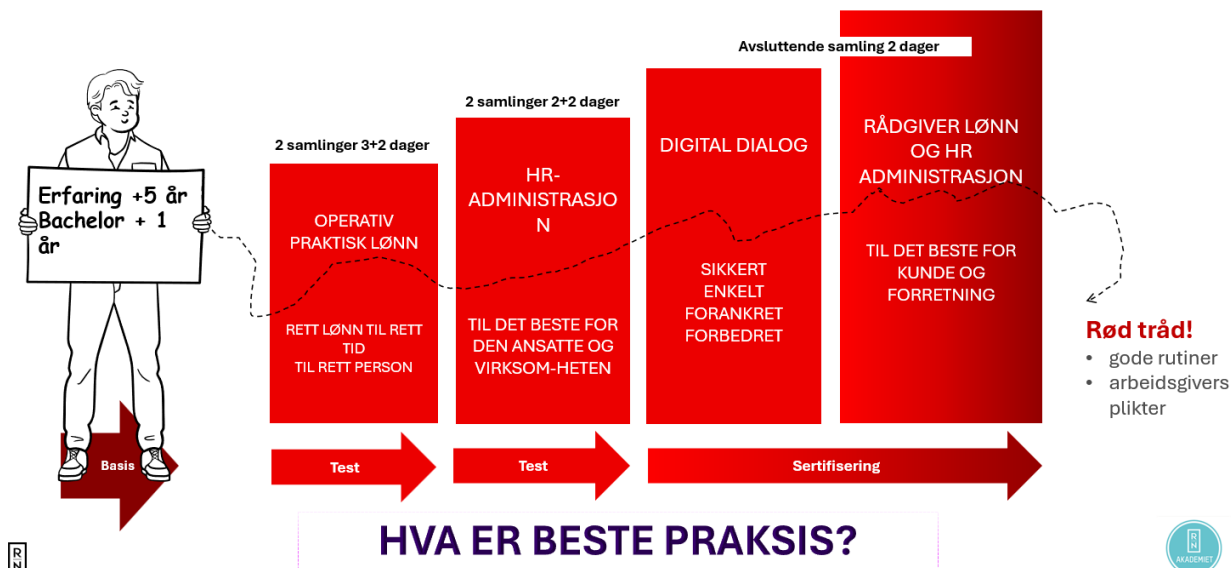 Erfaring +5 år
Bachelor + 1
år
Basis
2 samlinger 3+2 dager
OPERATIV
PRAKTISK LØNN
RETT LØNN TIL RETT
TID
TIL RETT PERSON
Test
2 samlinger 2+2 dager
HR-
ADMINISTRASJO
N
TIL DET BESTE FOR
DEN ANSATTE OG
VIRKSOM-HETEN
Test
Avsluttende samling 2 dager
DIGITAL DIALOG
SIKKERT
ENKELT
FORANKRET
FORBEDRET
RÅDGIVER LØNN
OG HR
ADMINISTRASJON
TIL DET BESTE FOR
KUNDE OG
FORRETNING
Sertifisering
Rød tråd!
• gode rutiner
• arbeidsgivers
plikter
HVA ER BESTE PRAKSIS?
R
N
R
N
AKADEMIET